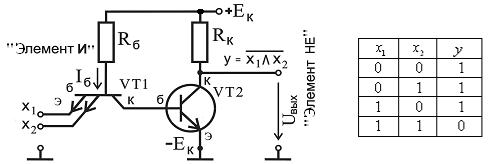 +Eк
"Элемент И"
Rб
Rк
y = x1 ∧ x2
Iб
б
VT1
к
VT2
x1
э
к
б
x2
э
-Eк
Uвых
"Элемент НЕ"
x1 x2 y
0 0 1
0 1 1
1 0 1
1 1 0